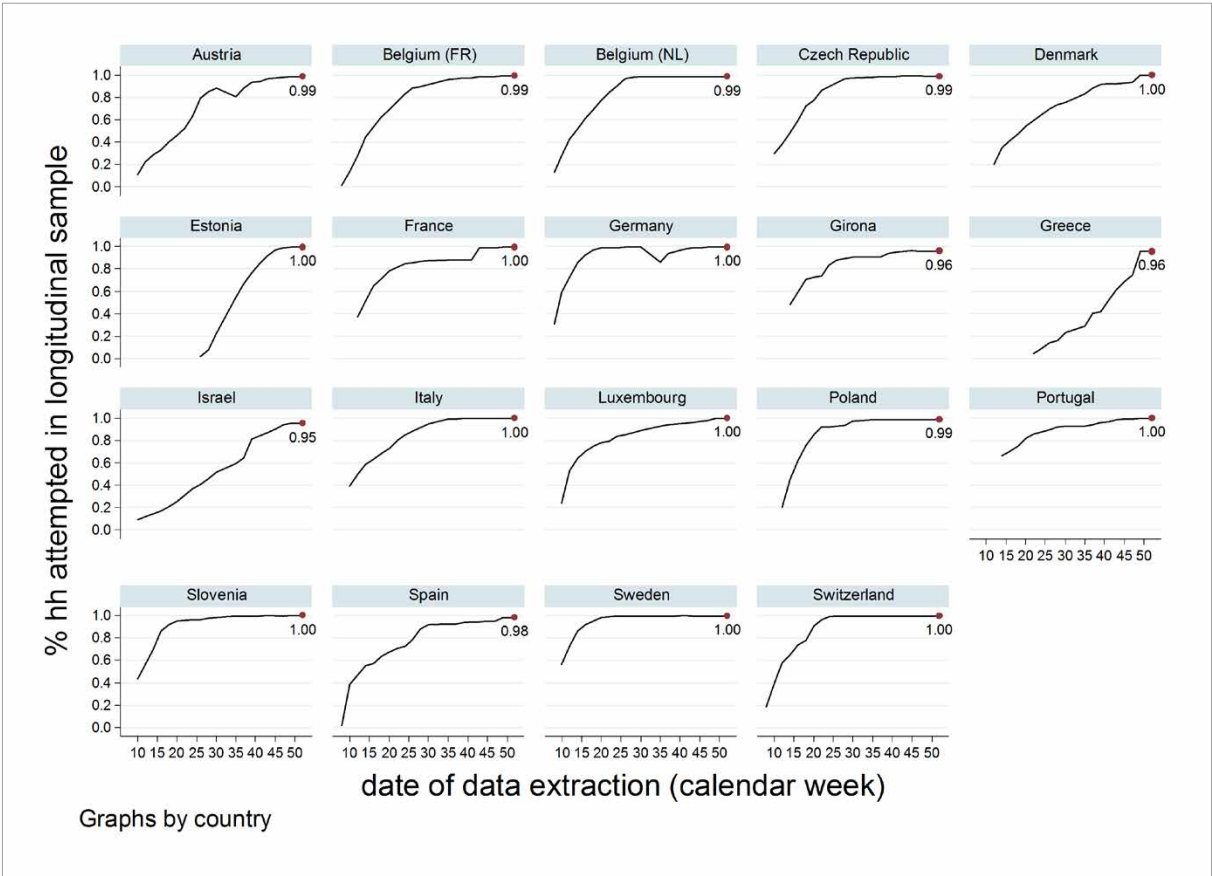 % hh attempted in longitudinal sample
Austria Belgium (FR) Belgium (NL) Czech Republic Denmark
1.0
0.8
0.6
0.4
0.2
0.0
0.99 0.99 0.99 0.99 1.00
Estonia France Germany Girona Greece
1.0
0.8
0.6
0.4
0.2
0.0
1.00 1.00 1.00 0.96 0.96
Israel Italy Luxembourg Poland Portugal
1.0
0.8
0.6
0.4
0.2
0.0
0.95 1.00 1.00 0.99 1.00
10 15 20 25 30 35 40 45 50
Slovenia Spain Sweden Switzerland
1.0
0.8
0.6
0.4
0.2
0.0
1.00 0.98 1.00 1.00
10 15 20 25 30 35 40 45 50 10 15 20 25 30 35 40 45 50 10 15 20 25 30 35 40 45 50 10 15 20 25 30 35 40 45 50
date of data extraction (calendar week)
Graphs by country